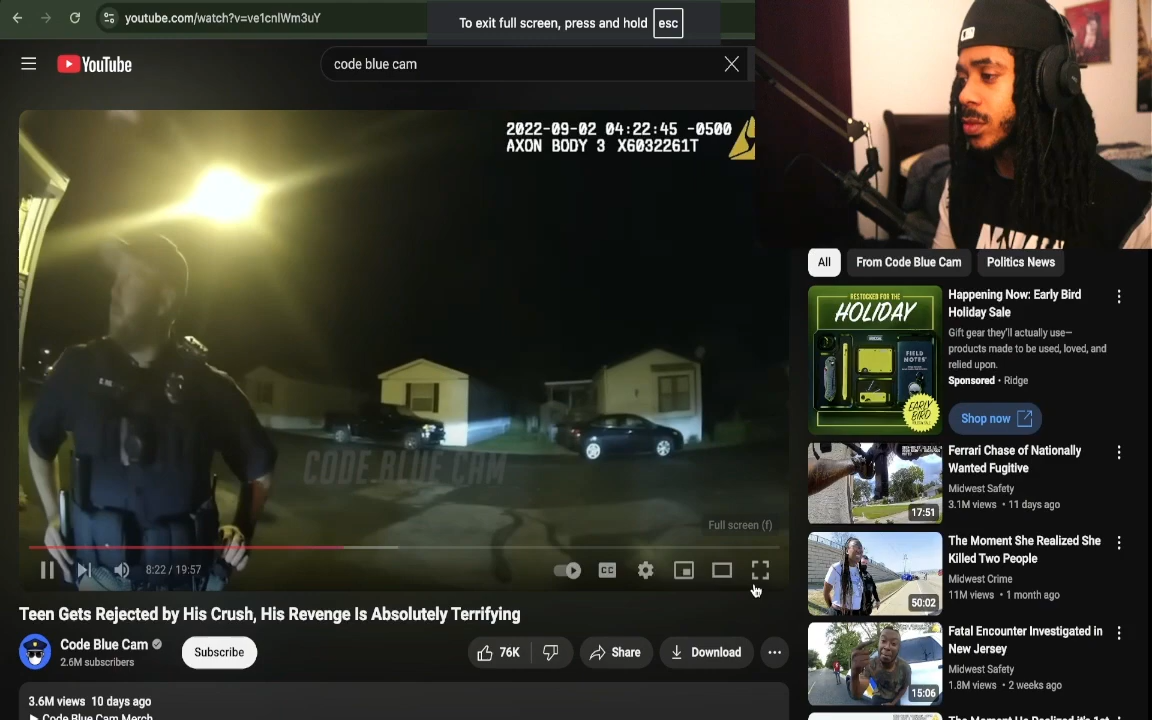 youtube.com/watch?v=ve1cnlWm3uY
To exit full screen, press and hold esc
YouTube
code blue cam
2022-09-02 04:22:45 -0500
AXON BODY 3 X6032261T
CODE BLUE CAM
Full screen (f)
8:22 / 19:57
CC
Teen Gets Rejected by His Crush, His Revenge Is Absolutely Terrifying
Code Blue Cam
2.6M subscribers
Subscribe
76K
Share
Download
3.6M views 10 days ago
Code Blue Cam Merch
All
From Code Blue Cam
Politics News
RESTOCKED FOR THE
HOLIDAY
FIELD
NOTES
EARLY
BIRD
Happening Now: Early Bird
Holiday Sale
Gift gear they'll actually use—
products made to be used, loved, and
relied upon.
Sponsored • Ridge
Shop now
17:51
Ferrari Chase of Nationally
Wanted Fugitive
Midwest Safety
3.1M views • 11 days ago
50:02
The Moment She Realized She
Killed Two People
Midwest Crime
11M views • 1 month ago
15:06
Fatal Encounter Investigated in
New Jersey
Midwest Safety
1.8M views • 2 weeks ago